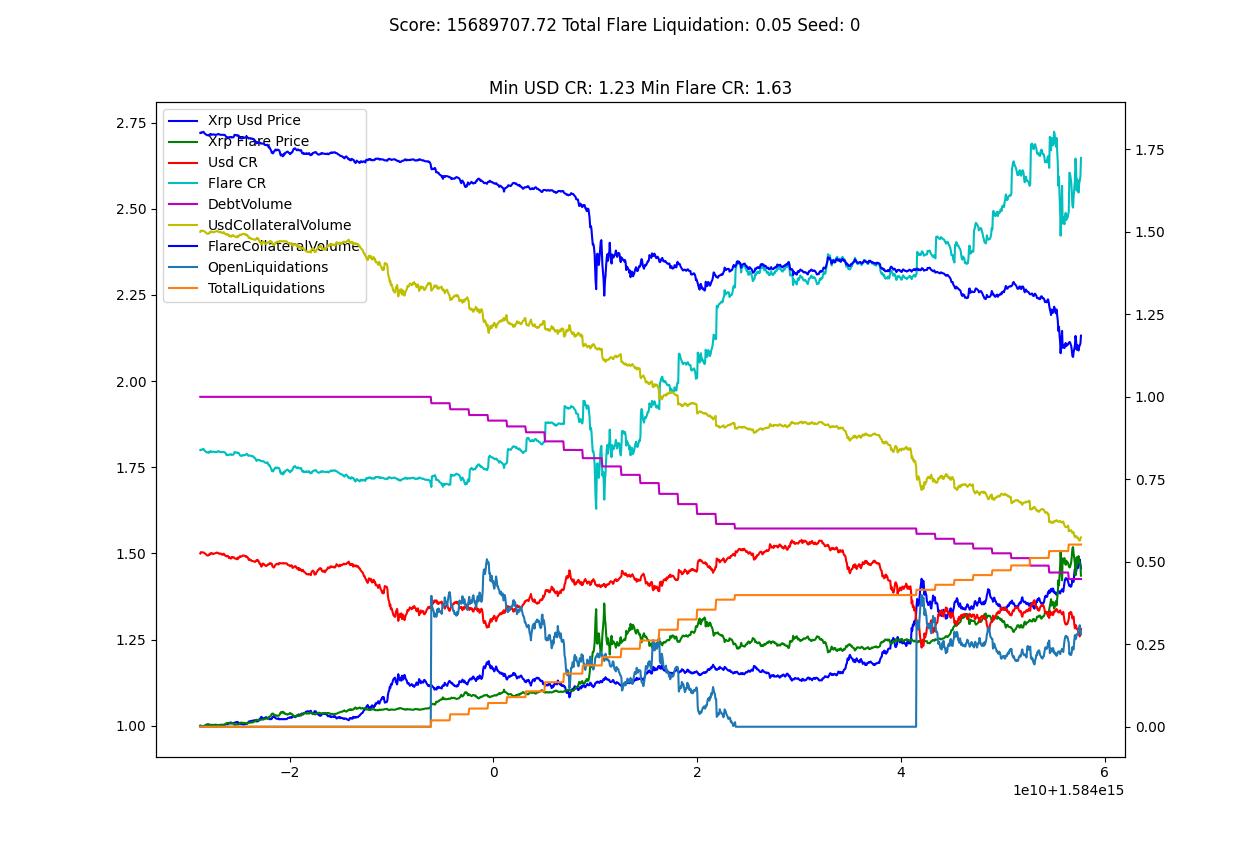 Score: 15689707.72 Total Flare Liquidation: 0.05 Seed: 0
Min USD CR: 1.23 Min Flare CR: 1.63
Xrp Usd Price
Xrp Flare Price
Usd CR
Flare CR
DebtVolume
UsdCollateralVolume
FlareCollateralVolume
OpenLiquidations
TotalLiquidations
2.75
2.50
2.25
2.00
1.75
1.50
1.25
1.00
1.75
1.50
1.25
1.00
0.75
0.50
0.25
0.00
−2 0 2 4 6
1e10+1.584e15